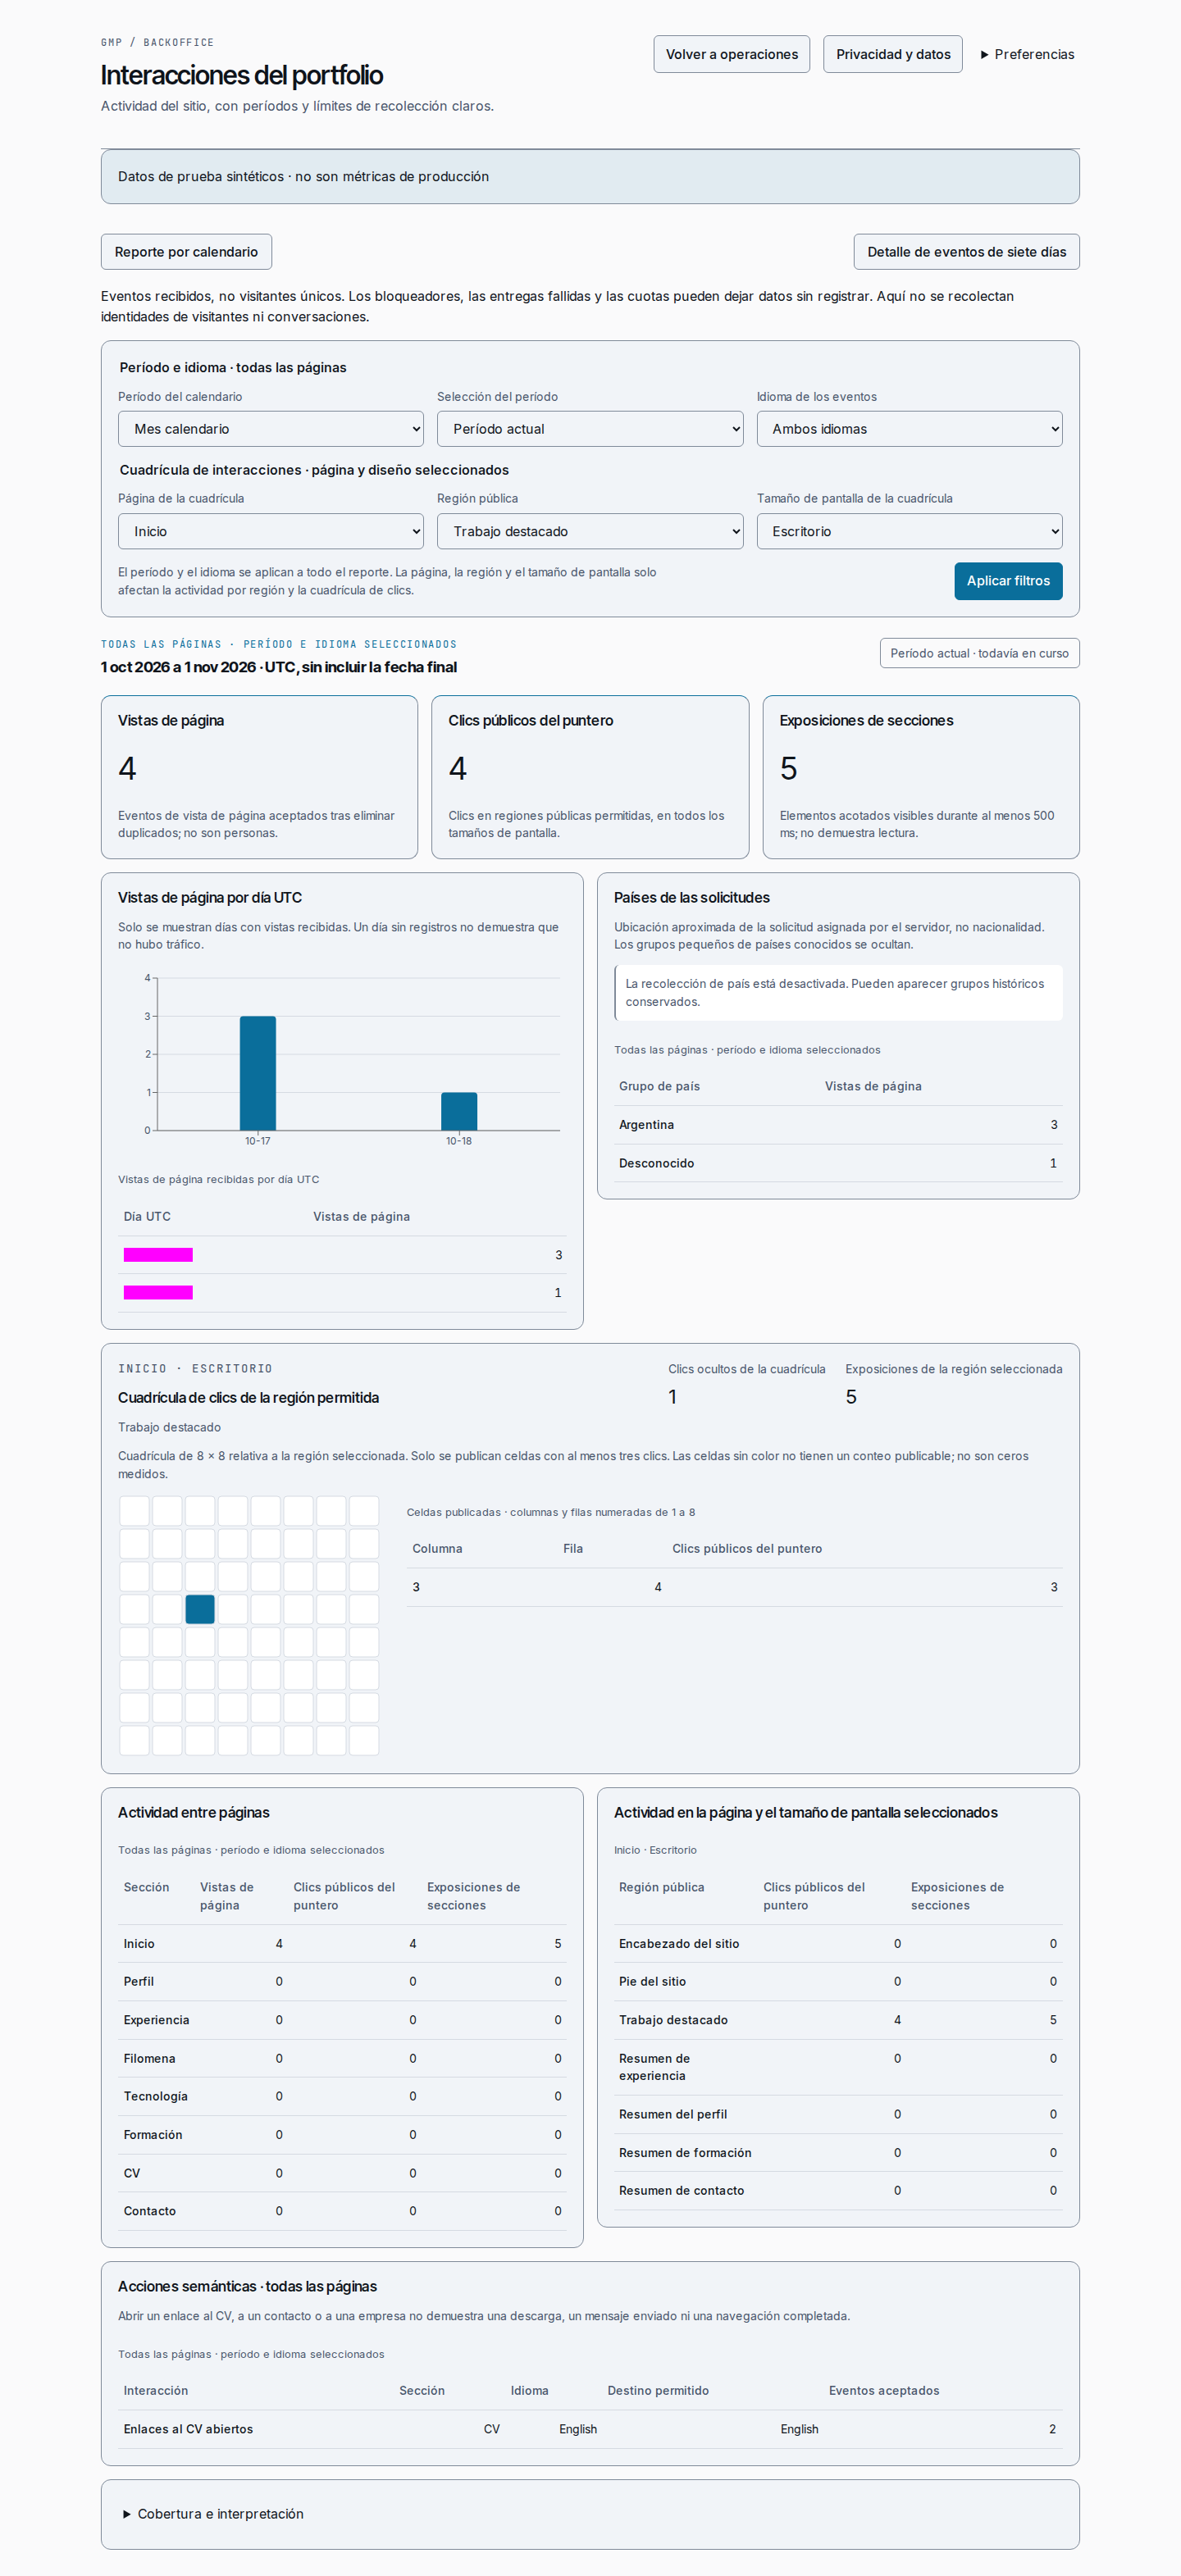 GMP / BACKOFFICE
Interacciones del portfolio
Actividad del sitio, con períodos y límites de recolección claros.
Volver a operaciones
Privacidad y datos
Preferencias
Datos de prueba sintéticos · no son métricas de producción
Reporte por calendario
Detalle de eventos de siete días
Eventos recibidos, no visitantes únicos. Los bloqueadores, las entregas fallidas y las cuotas pueden dejar datos sin registrar. Aquí no se recolectan
identidades de visitantes ni conversaciones.
Período e idioma · todas las páginas
Período del calendario Selección del período Idioma de los eventos
Mes calendario Período actual Ambos idiomas
Cuadrícula de interacciones · página y diseño seleccionados
Página de la cuadrícula Región pública Tamaño de pantalla de la cuadrícula
Inicio Trabajo destacado Escritorio
El período y el idioma se aplican a todo el reporte. La página, la región y el tamaño de pantalla solo
afectan la actividad por región y la cuadrícula de clics.
Aplicar filtros
TODAS LAS PÁGINAS · PERÍODO E IDIOMA SELECCIONADOS
1 oct 2026 a 1 nov 2026 · UTC, sin incluir la fecha final
Período actual · todavía en curso
Vistas de página
4
Eventos de vista de página aceptados tras eliminar
duplicados; no son personas.
Clics públicos del puntero
4
Clics en regiones públicas permitidas, en todos los
tamaños de pantalla.
Exposiciones de secciones
5
Elementos acotados visibles durante al menos 500
ms; no demuestra lectura.
Vistas de página por día UTC
Solo se muestran días con vistas recibidas. Un día sin registros no demuestra que
no hubo tráfico.
4
3
2
1
0
10-17 10-18
Vistas de página recibidas por día UTC
Día UTC Vistas de página
3
1
Países de las solicitudes
Ubicación aproximada de la solicitud asignada por el servidor, no nacionalidad.
Los grupos pequeños de países conocidos se ocultan.
La recolección de país está desactivada. Pueden aparecer grupos históricos
conservados.
Todas las páginas · período e idioma seleccionados
Grupo de país Vistas de página
Argentina 3
Desconocido 1
INICIO · ESCRITORIO
Cuadrícula de clics de la región permitida
Trabajo destacado
Clics ocultos de la cuadrícula Exposiciones de la región seleccionada
1 5
Cuadrícula de 8 × 8 relativa a la región seleccionada. Solo se publican celdas con al menos tres clics. Las celdas sin color no tienen un conteo publicable; no son ceros
medidos.
Celdas publicadas · columnas y filas numeradas de 1 a 8
Columna Fila Clics públicos del puntero
3 4 3
Actividad entre páginas
Todas las páginas · período e idioma seleccionados
Sección Vistas de Clics públicos del Exposiciones de
página puntero secciones
Inicio 4 4 5
Perfil 0 0 0
Experiencia 0 0 0
Filomena 0 0 0
Tecnología 0 0 0
Formación 0 0 0
CV 0 0 0
Contacto 0 0 0
Actividad en la página y el tamaño de pantalla seleccionados
Inicio · Escritorio
Región pública Clics públicos del Exposiciones de
puntero secciones
Encabezado del sitio 0 0
Pie del sitio 0 0
Trabajo destacado 4 5
Resumen de 0 0
experiencia
Resumen del perfil 0 0
Resumen de formación 0 0
Resumen de contacto 0 0
Acciones semánticas · todas las páginas
Abrir un enlace al CV, a un contacto o a una empresa no demuestra una descarga, un mensaje enviado ni una navegación completada.
Todas las páginas · período e idioma seleccionados
Interacción Sección Idioma Destino permitido Eventos aceptados
Enlaces al CV abiertos CV English English 2
Cobertura e interpretación